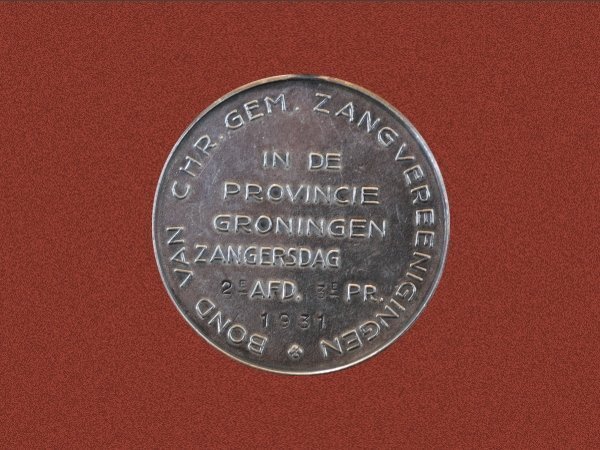 BOND VAN CHR. GEM. ZANGVEREENIGINGEN
IN DE
PROVINCIE
GRONINGEN
ZANGERSDAG
2E AFD. 3E PR.
1931